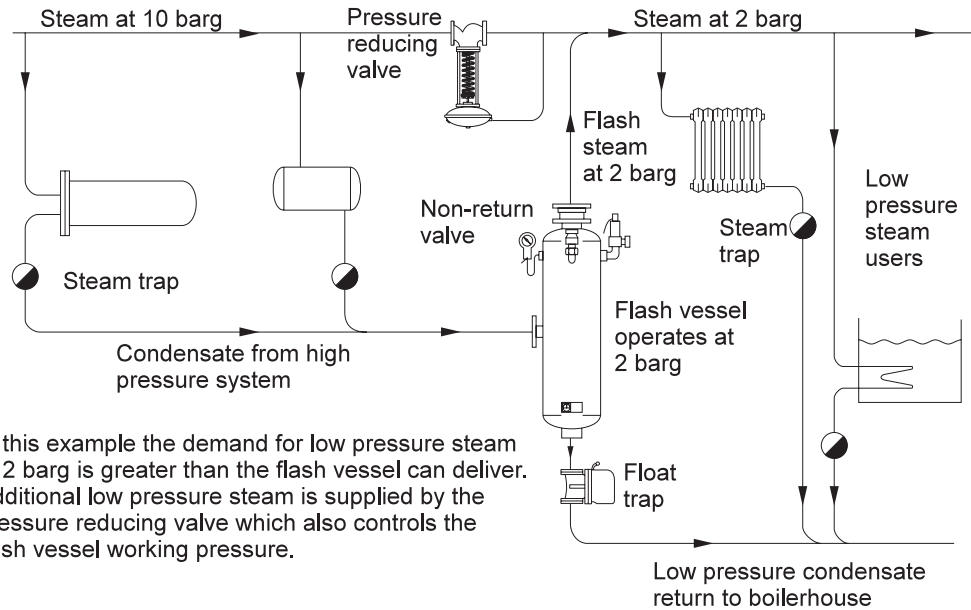 Steam at 10 barg
Pressure
reducing
valve
Steam at 2 barg
Flash
steam
at 2 barg
Non-return
valve
Steam
trap
Low
pressure
steam
users
Steam trap
Flash vessel
operates at
2 barg
Condensate from high
pressure system
this example the demand for low pressure steam
2 barg is greater than the flash vessel can deliver.
dditional low pressure steam is supplied by the
essure reducing valve which also controls the
sh vessel working pressure.
Float
trap
Low pressure condensate
return to boilerhouse